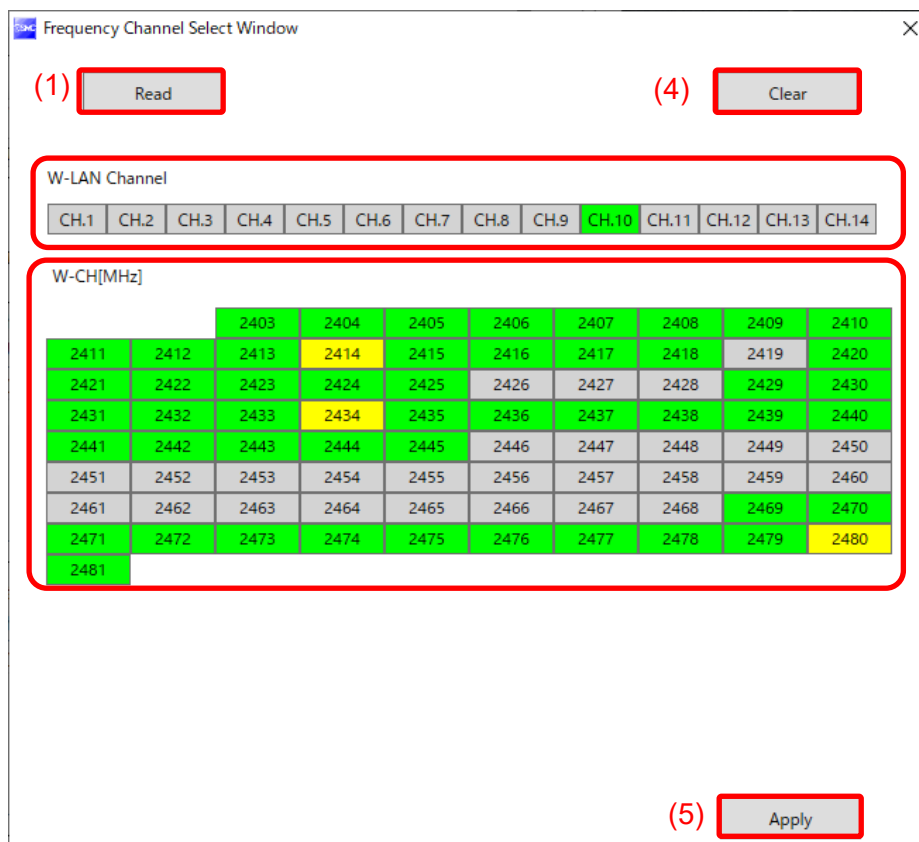 Frequency Channel Select Window
(1) Read (4) Clear
W-LAN Channel
CH.1 CH.2 CH.3 CH.4 CH.5 CH.6 CH.7 CH.8 CH.9 CH.10 CH.11 CH.12 CH.13 CH.14
W-CH[MHz]
2403 2404 2405 2406 2407 2408 2409 2410
2411 2412 2413 2414 2415 2416 2417 2418 2419 2420
2421 2422 2423 2424 2425 2426 2427 2428 2429 2430
2431 2432 2433 2434 2435 2436 2437 2438 2439 2440
2441 2442 2443 2444 2445 2446 2447 2448 2449 2450
2451 2452 2453 2454 2455 2456 2457 2458 2459 2460
2461 2462 2463 2464 2465 2466 2467 2468 2469 2470
2471 2472 2473 2474 2475 2476 2477 2478 2479 2480
2481
(5) Apply